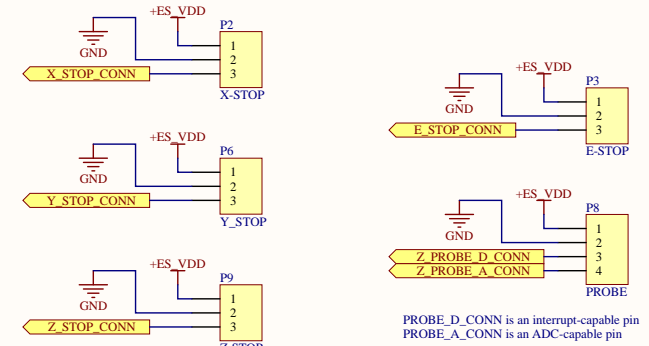 +ES_VDD
P2
1
2
3
GND
X_STOP_CONN
X-STOP
+ES_VDD
P3
1
2
3
GND
E_STOP_CONN
E-STOP
+ES_VDD
P6
1
2
3
GND
Y_STOP_CONN
Y_STOP
+ES_VDD
P8
1
2
3
4
GND
Z_PROBE_D_CONN
Z_PROBE_A_CONN
PROBE
+ES_VDD
P9
1
2
3
GND
Z_STOP_CONN
Z-STOP
PROBE_D_CONN is an interrupt-capable pin
PROBE_A_CONN is an ADC-capable pin